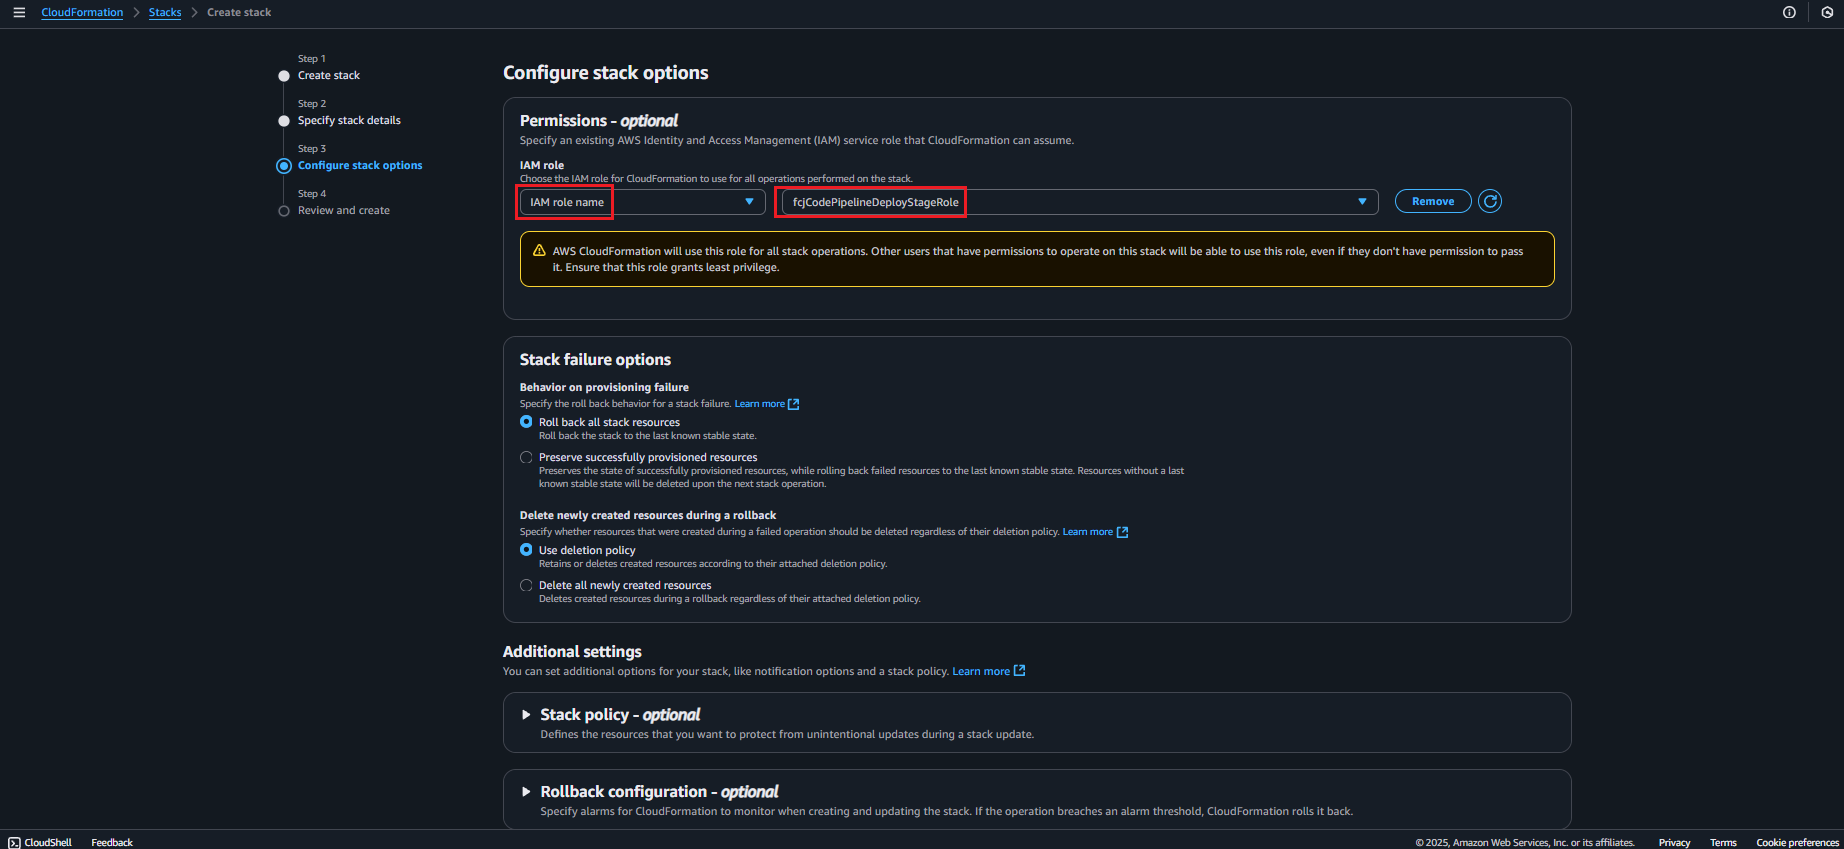 CloudFormation > Stacks > Create stack
Step 1
Create stack
Step 2
Specify stack details
Step 3
Configure stack options
Step 4
Review and create
Configure stack options
Permissions - optional
Specify an existing AWS Identity and Access Management (IAM) service role that CloudFormation can assume.
IAM role
Choose the IAM role for CloudFormation to use for all operations performed on the stack.
IAM role name
fcjCodePipelineDeployStageRole
Remove
AWS CloudFormation will use this role for all stack operations. Other users that have permissions to operate on this stack will be able to use this role, even if they don't have permission to pass
it. Ensure that this role grants least privilege.
Stack failure options
Behavior on provisioning failure
Specify the roll back behavior for a stack failure. Learn more
Roll back all stack resources
Roll back the stack to the last known stable state.
Preserve successfully provisioned resources
Preserves the state of successfully provisioned resources, while rolling back failed resources to the last known stable state. Resources without a last
known stable state will be deleted upon the next stack operation.
Delete newly created resources during a rollback
Specify whether resources that were created during a failed operation should be deleted regardless of their deletion policy. Learn more
Use deletion policy
Retains or deletes created resources according to their attached deletion policy.
Delete all newly created resources
Deletes created resources during a rollback regardless of their attached deletion policy.
Additional settings
You can set additional options for your stack, like notification options and a stack policy. Learn more
Stack policy - optional
Defines the resources that you want to protect from unintentional updates during a stack update.
Rollback configuration - optional
Specify alarms for CloudFormation to monitor when creating and updating the stack. If the operation breaches an alarm threshold, CloudFormation rolls it back.
CloudShell Feedback © 2025, Amazon Web Services, Inc. or its affiliates. Privacy Terms Cookie preferences